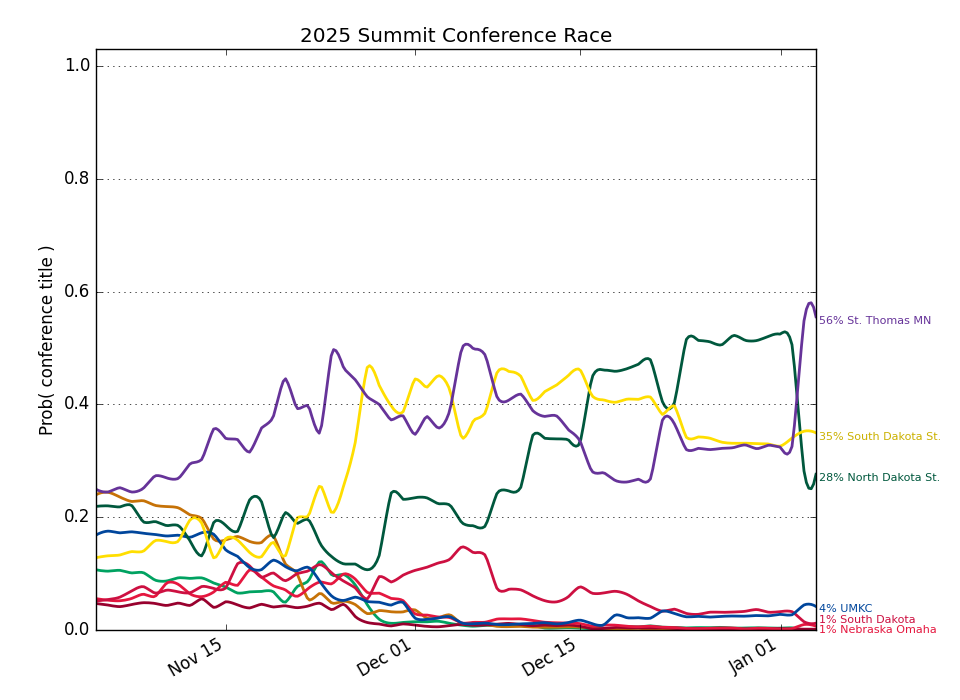 2025 Summit Conference Race
Prob( conference title )
1.0
0.8
0.6
0.4
0.2
0.0
Nov 15
Dec 01
Dec 15
Jan 01
56% St. Thomas MN
35% South Dakota St.
28% North Dakota St.
4% UMKC
1% South Dakota
1% Nebraska Omaha